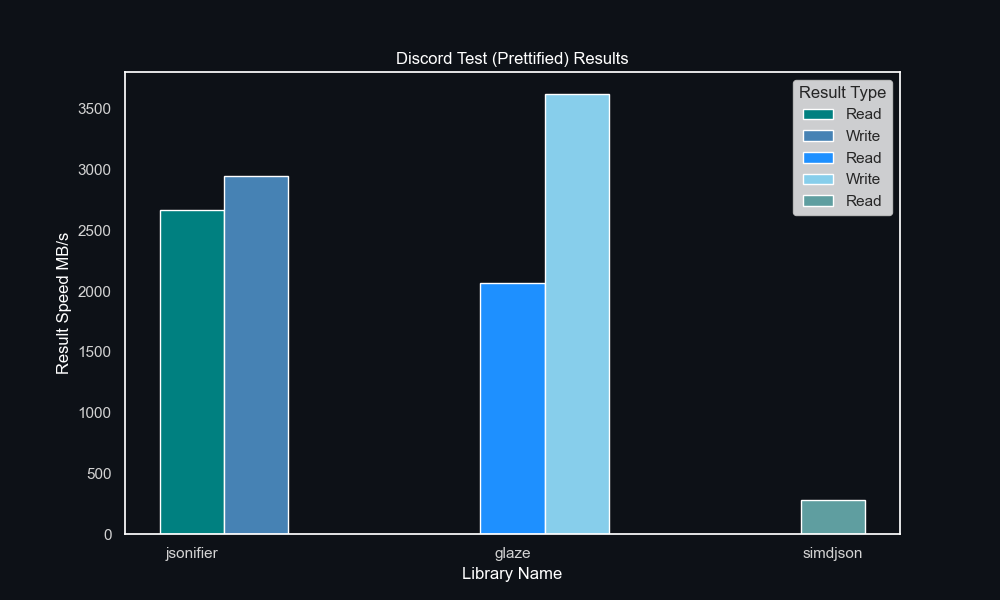 Discord Test (Prettified) Results
Result Type
Read
Write
Read
Write
Read
Result Speed MB/s
3500
3000
2500
2000
1500
1000
500
0
jsonifier
glaze
simdjson
Library Name